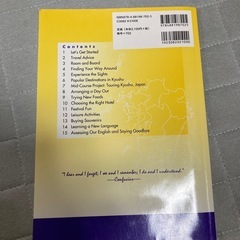 Contents
1 Let's Get Started
2 Travel Advice
3 Room and Board
4 Finding Your Way Around
5 Experience the Sights
6 Popular Destinations in Kyushu
7 Mid-Course Project: Touring Kyushu, Japan
8 Arranging a Day Out
9 Trying New Foods
10 Choosing the Right Hotel
11 Festival Fun
12 Leisure Activities
13 Buying Souvenirs
14 Learning a New Language
15 Assessing Our English and Saying Goodbye
"I hear and I forget; I see and I remember; I do and I understand."
—Confucius—